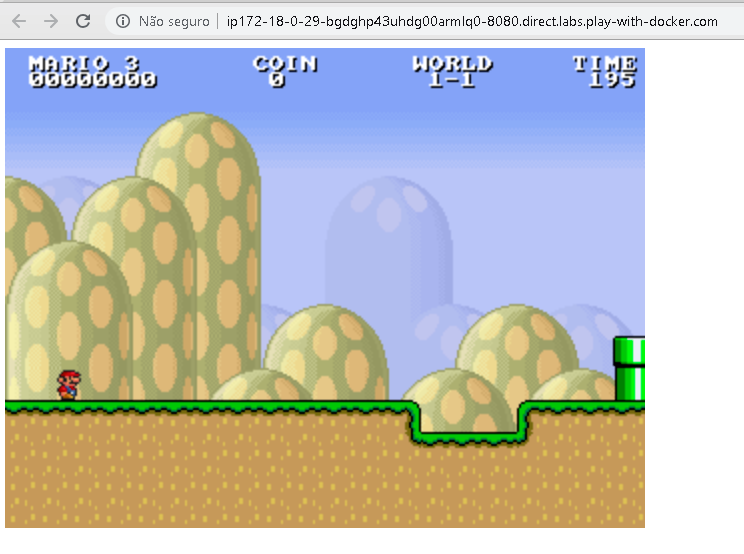 Não seguro ip172-18-0-29-bgdghp43uhdg00armlq0-8080.direct.labs.play-with-docker.com
MARIO 3 COIN WORLD TIME
00000000 0 1-1 195